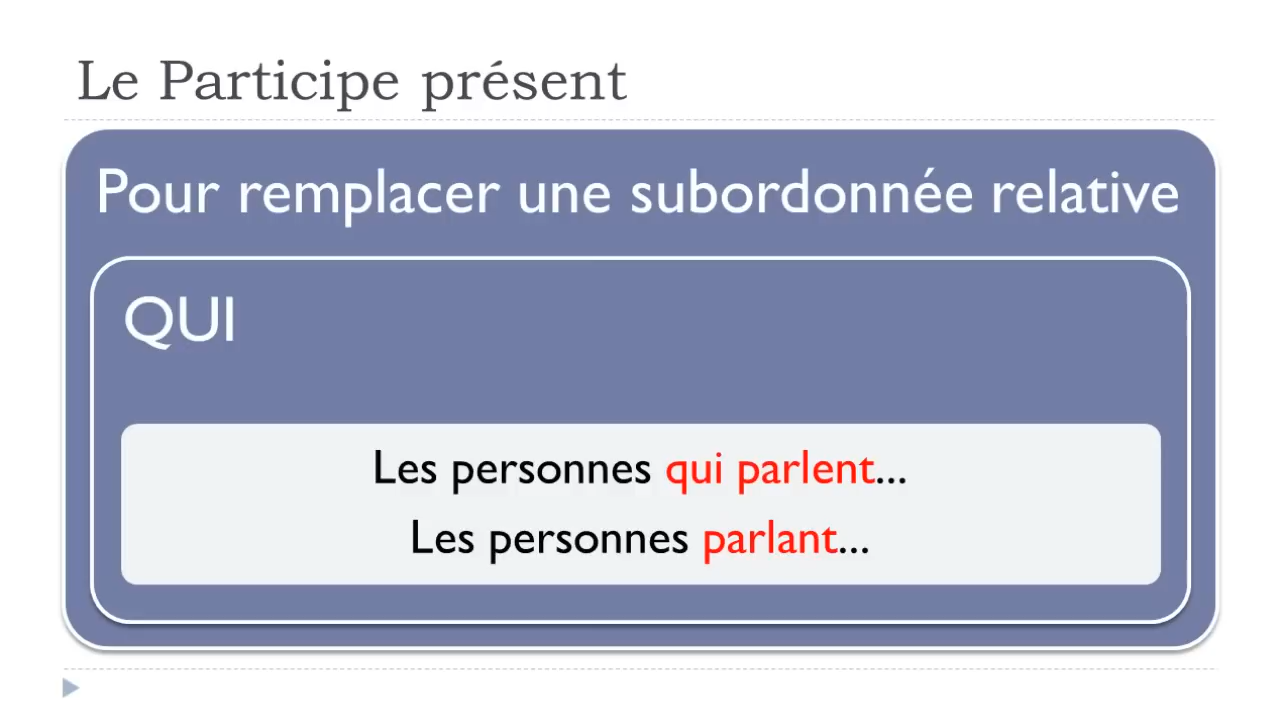 Le Participe présent
Pour remplacer une subordonnée relative
QUI
Les personnes qui parlent...
Les personnes parlant...